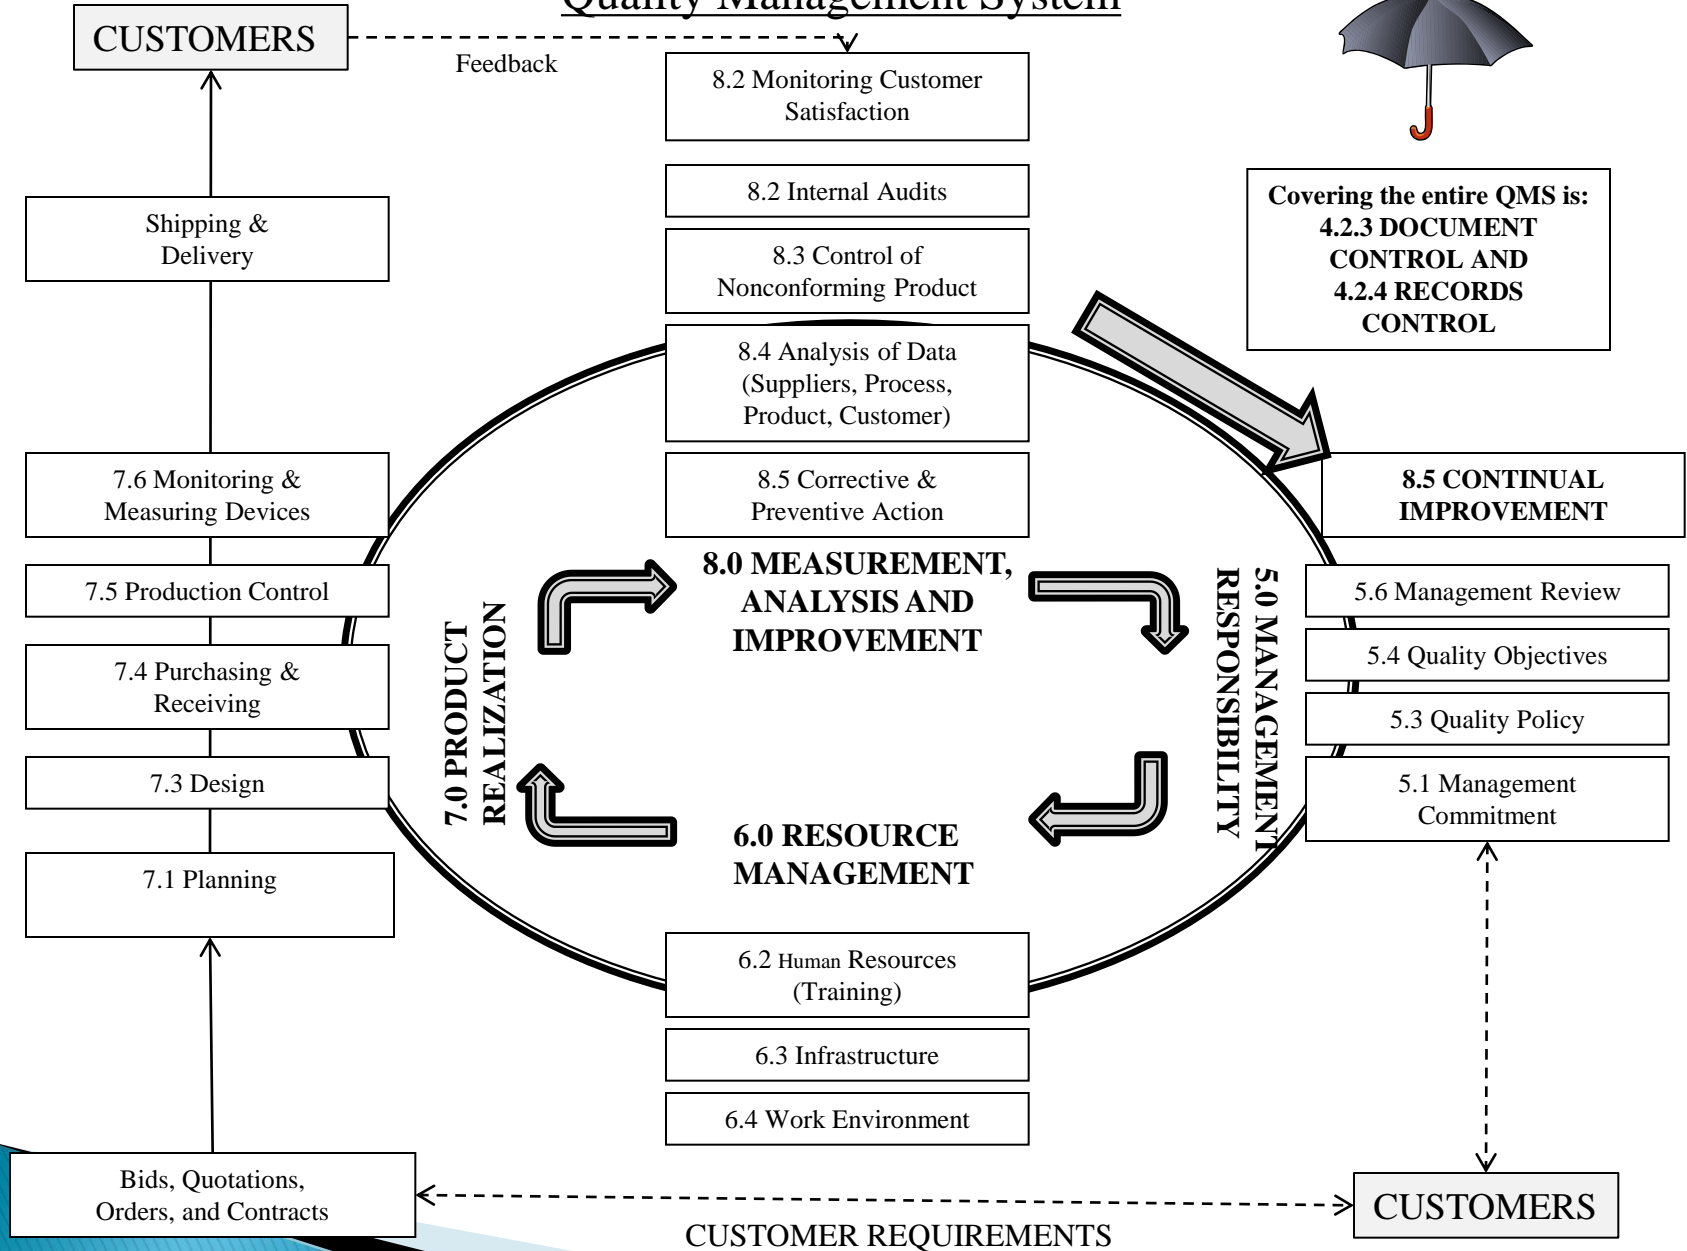 Quality Management System
CUSTOMERS
Feedback
8.2 Monitoring Customer
Satisfaction
8.2 Internal Audits
8.3 Control of
Nonconforming Product
8.4 Analysis of Data
(Suppliers, Process,
Product, Customer)
8.5 Corrective &
Preventive Action
8.0 MEASUREMENT,
ANALYSIS AND
IMPROVEMENT
Covering the entire QMS is:
4.2.3 DOCUMENT
CONTROL AND
4.2.4 RECORDS
CONTROL
8.5 CONTINUAL
IMPROVEMENT
5.6 Management Review
5.4 Quality Objectives
5.3 Quality Policy
5.1 Management
Commitment
5.0 MANAGEMENT
RESPONSIBILITY
Shipping &
Delivery
7.6 Monitoring &
Measuring Devices
7.5 Production Control
7.4 Purchasing &
Receiving
7.3 Design
7.1 Planning
7.0 PRODUCT
REALIZATION
6.0 RESOURCE
MANAGEMENT
6.2 Human Resources
(Training)
6.3 Infrastructure
6.4 Work Environment
Bids, Quotations,
Orders, and Contracts
CUSTOMER REQUIREMENTS
CUSTOMERS